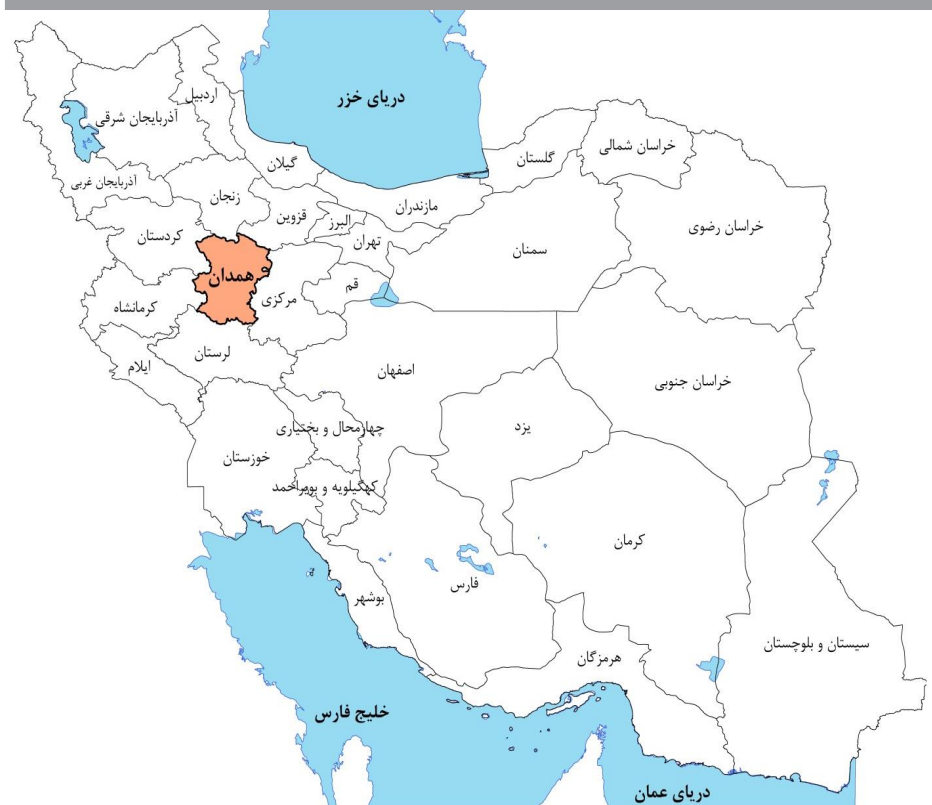 دریای خزر
اردبیل
آذربایجان شرقی
خراسان شمالی
گلستان
گیلان
آذربایجان غربی
زنجان
مازندران
قزوین
البرز
خراسان رضوی
کردستان
تهران
سمنان
همدان
قم
مرکزی
کرمانشاه
لرستان
ایلام
اصفهان
خراسان جنوبی
چهارمحال و بختیاری
یزد
خوزستان
کهگیلویه و بویراحمد
کرمان
فارس
بوشهر
سیستان و بلوچستان
هرمزگان
خلیج فارس
دریای عمان